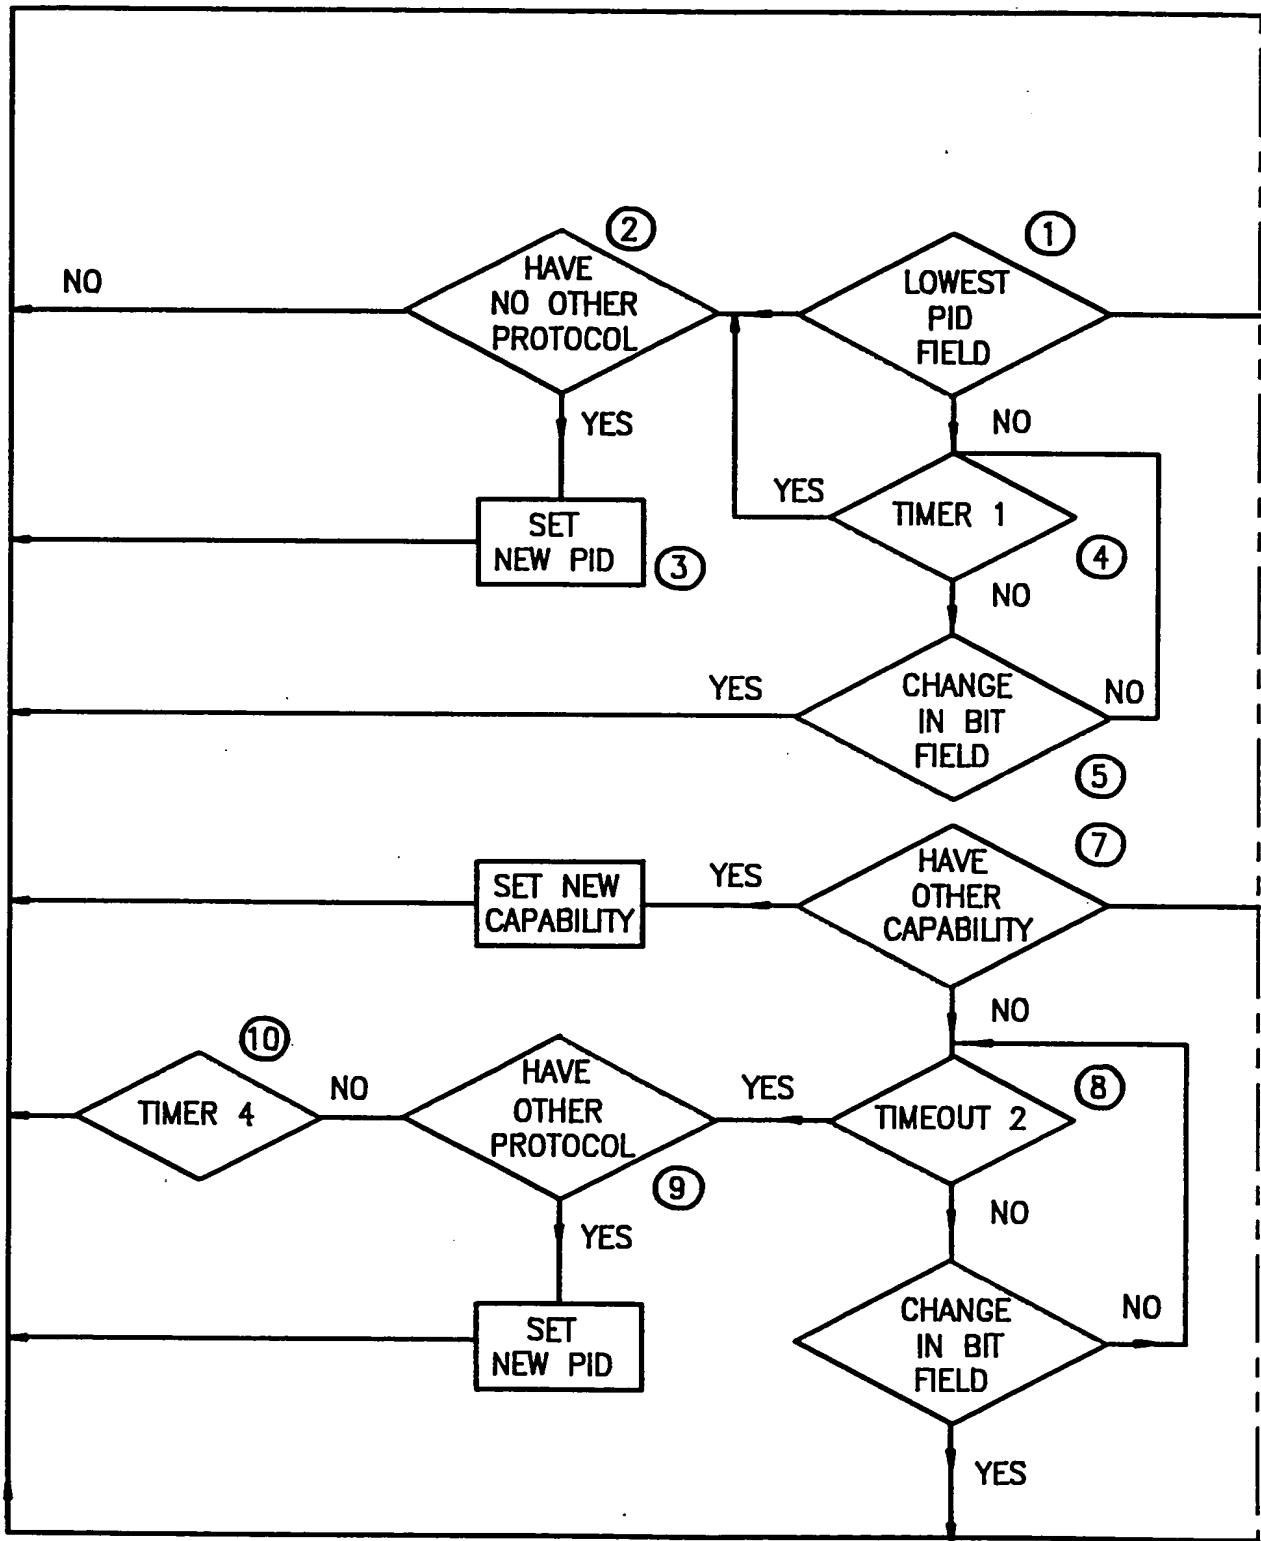 2
1
HAVE
NO OTHER
PROTOCOL
LOWEST
PID
FIELD
NO
YES
NO
SET
NEW PID
3
YES
TIMER 1
4
NO
YES
CHANGE
IN BIT
FIELD
NO
5
7
SET NEW
CAPABILITY
YES
HAVE
OTHER
CAPABILITY
NO
10
TIMER 4
NO
HAVE
OTHER
PROTOCOL
9
YES
TIMEOUT 2
8
YES
NO
SET
NEW PID
CHANGE
IN BIT
FIELD
NO
YES